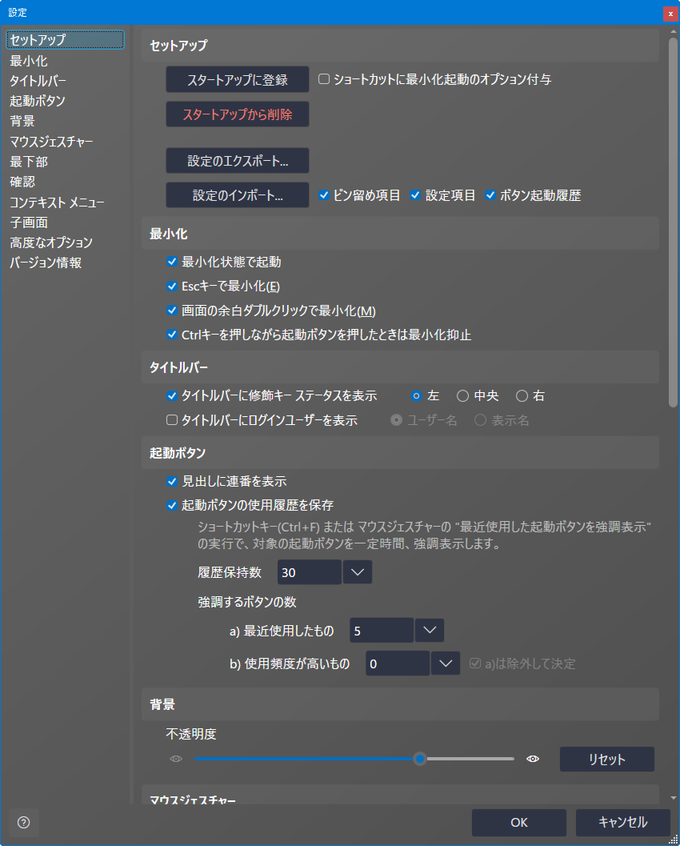 設定
x
セットアップ
最小化
タイトルバー
起動ボタン
背景
マウスジェスチャー
最下部
確認
コンテキスト メニュー
子画面
高度なオプション
バージョン情報
セットアップ
スタートアップに登録 ショートカットに最小化起動のオプション付与
スタートアップから削除
設定のエクスポート...
設定のインポート... ピン留め項目 設定項目 ボタン起動履歴
最小化
最小化状態で起動
Escキーで最小化(E)
画面の余白ダブルクリックで最小化(M)
Ctrlキーを押しながら起動ボタンを押したときは最小化抑止
タイトルバー
タイトルバーに修飾キー ステータスを表示 左 中央 右
タイトルバーにログインユーザーを表示 ユーザー名 表示名
起動ボタン
見出しに連番を表示
起動ボタンの使用履歴を保存
ショートカットキー(Ctrl+F) または マウスジェスチャーの "最近使用した起動ボタンを強調表示"
の実行で、対象の起動ボタンを一定時間、強調表示します。
履歴保持数 30
強調するボタンの数
a) 最近使用したもの 5
b) 使用頻度が高いもの 0 a)は除外して決定
背景
不透明度
リセット
マウスジェスチャー
? OK キャンセル